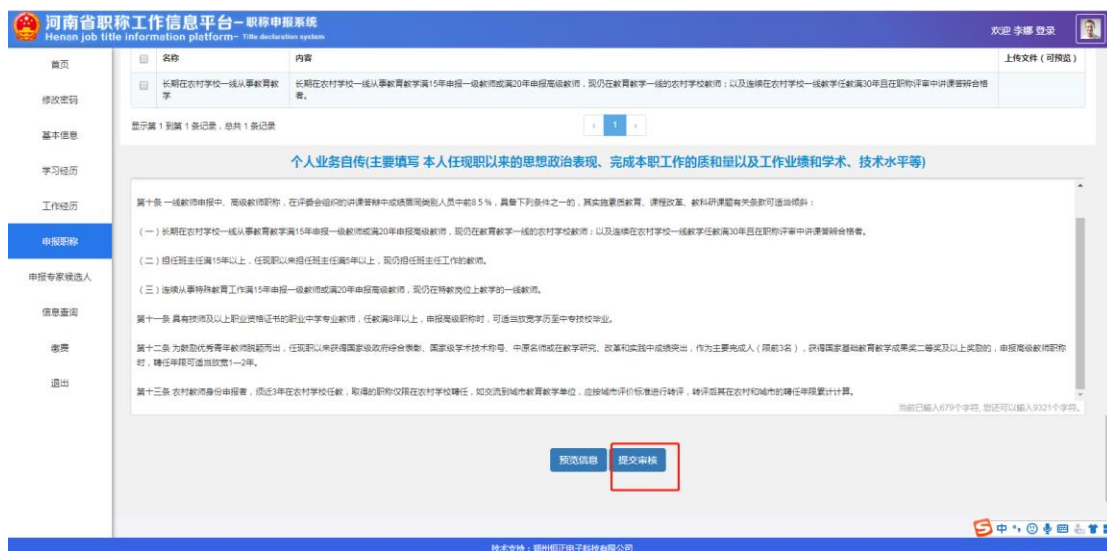 河南省职称工作信息平台-职称申报系统
Henan job title information platform- Title declaration system
欢迎 李娜 登录
首页
修改密码
基本信息
学习经历
工作经历
申报职称
申报专家候选人
信息查询
缴费
退出
名称 内容 上传文件(可预览)
长期在农村学校一线从事教育教 长期在农村学校一线从事教育教学满15年申报一级教师或满20年申报高级教师,现仍在教育教学一线的农村学校教师;以及连续在农村学校一线教学任教满30年且在职称评审中讲课答辩合格
学 者。
显示第 1 到第 1 条记录,总共 1 条记录
‹ 1 ›
个人业务自传(主要填写 本人任现职以来的思想政治表现、完成本职工作的质和量以及工作业绩和学术、技术水平等)
第十条 一线教师申报中、高级教师职称,在评委会组织的讲课答辩中成绩居同类别人员中前85%,具备下列条件之一的,其实施素质教育、课程改革、教科研课题有关条款可适当倾斜:
(一)长期在农村学校一线从事教育教学满15年申报一级教师或满20年申报高级教师,现仍在教育教学一线的农村学校教师;以及连续在农村学校一线教学任教满30年且在职称评审中讲课答辩合格者。
(二)担任班主任满15年以上,任现职以来担任班主任满5年以上,现仍担任班主任工作的教师。
(三)连续从事特殊教育工作满15年申报一级教师或满20年申报高级教师,现仍在特教岗位上教学的一线教师。
第十一条 具有技师及以上职业资格证书的职业中学专业教师,任教满8年以上,申报高级职称时,可适当放宽学历至中专技校毕业。
第十二条 为鼓励优秀青年教师脱颖而出,任现职以来获得国家级政府综合表彰、国家级学术技术称号、中原名师或在教学研究、改革和实践中成绩突出,作为主要完成人(限前3名),获得国家基础教育教学成果奖二等奖及以上奖励的,申报高级教师职称
时,聘任年限可适当放宽1—2年。
第十三条 农村教师身份申报者,须近3年在农村学校任教,取得的职称仅限在农村学校聘任,如交流到城市教育教学单位,应按城市评价标准进行转评,转评后其在农村和城市的聘任年限累计计算。
当前已输入679个字符, 您还可以输入9321个字符。
预览信息 提交审核
中
技术支持:郑州恒正电子科技有限公司